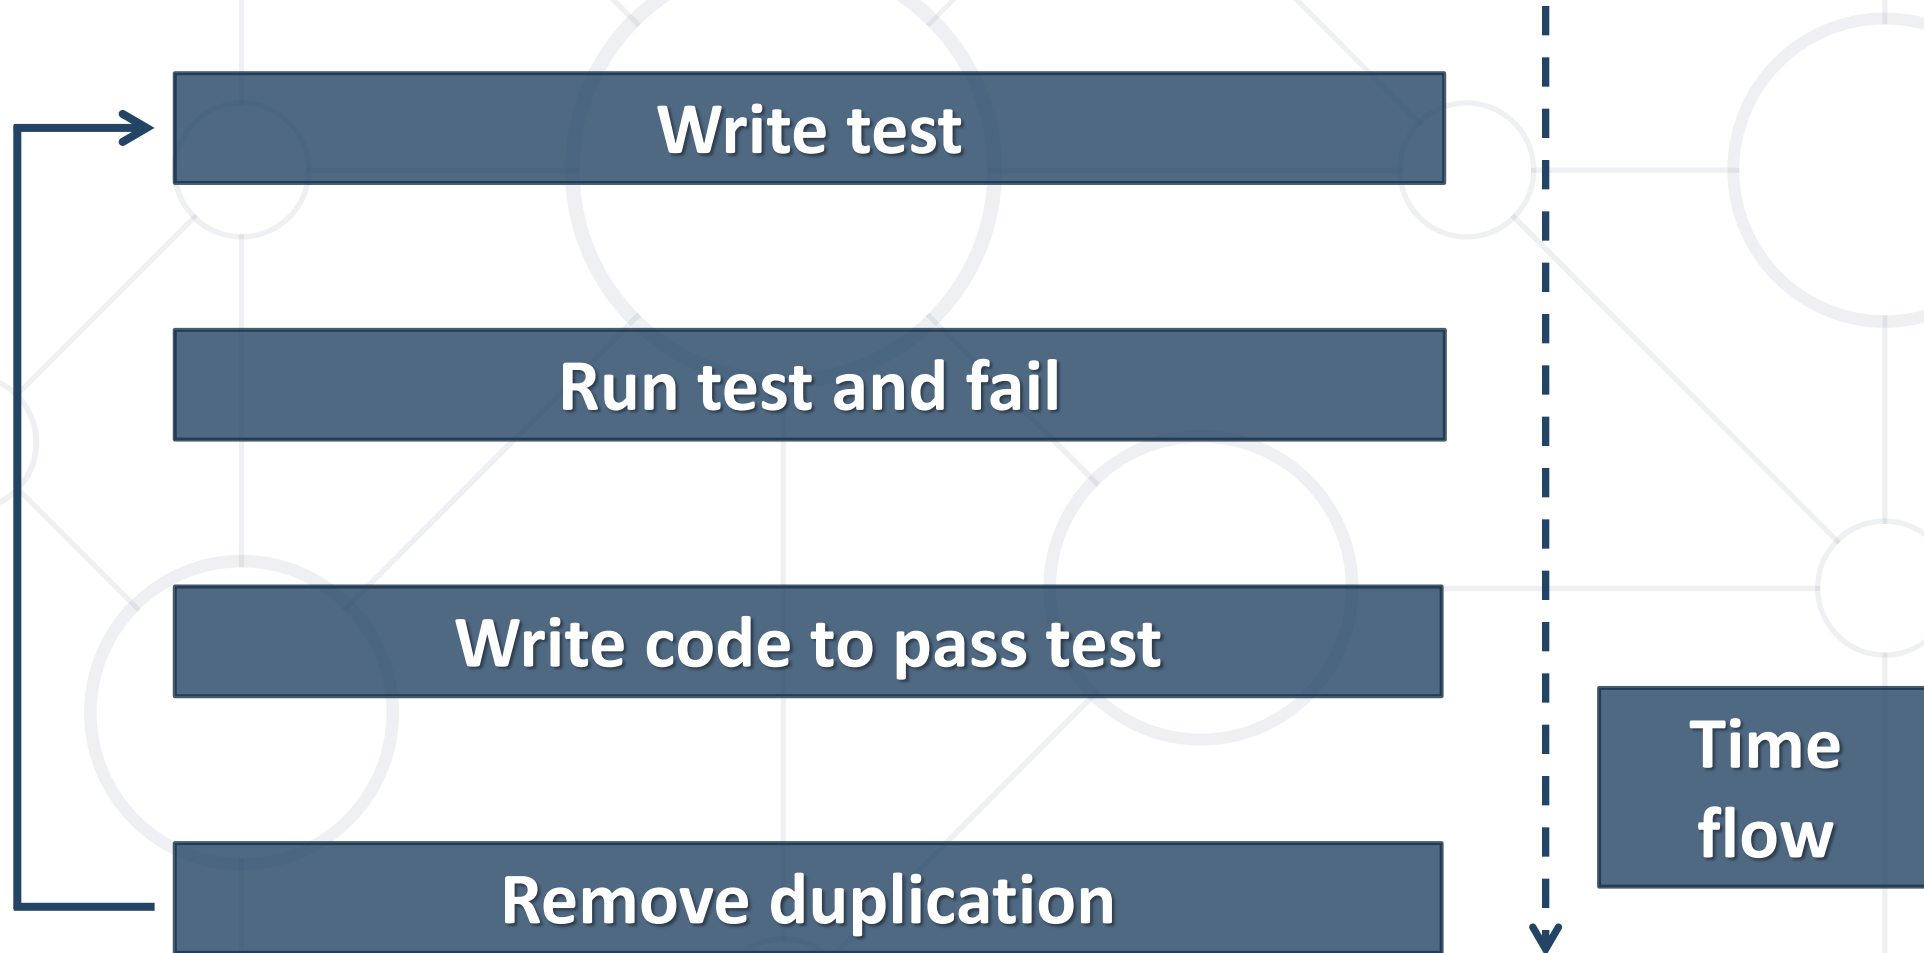 Write test
Run test and fail
Write code to pass test
Time
flow
Remove duplication